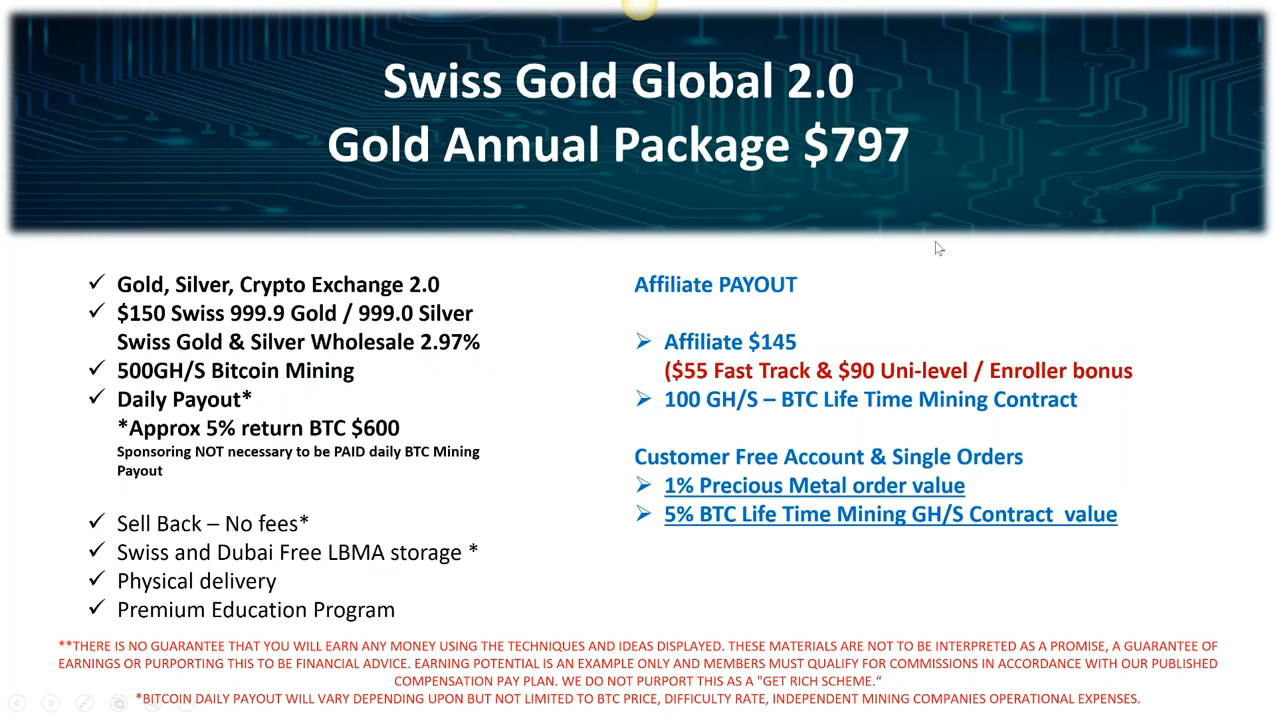 Swiss Gold Global 2.0
Gold Annual Package $797
✓ Gold, Silver, Crypto Exchange 2.0
✓ $150 Swiss 999.9 Gold / 999.0 Silver
Swiss Gold & Silver Wholesale 2.97%
✓ 500GH/S Bitcoin Mining
✓ Daily Payout*
*Approx 5% return BTC $600
Sponsoring NOT necessary to be PAID daily BTC Mining
Payout
✓ Sell Back – No fees*
✓ Swiss and Dubai Free LBMA storage *
✓ Physical delivery
✓ Premium Education Program
Affiliate PAYOUT
➢ Affiliate $145
($55 Fast Track & $90 Uni-level / Enroller bonus
➢ 100 GH/S – BTC Life Time Mining Contract
Customer Free Account & Single Orders
➢ 1% Precious Metal order value
➢ 5% BTC Life Time Mining GH/S Contract value
**THERE IS NO GUARANTEE THAT YOU WILL EARN ANY MONEY USING THE TECHNIQUES AND IDEAS DISPLAYED. THESE MATERIALS ARE NOT TO BE INTERPRETED AS A PROMISE, A GUARANTEE OF
EARNINGS OR PURPORTING THIS TO BE FINANCIAL ADVICE. EARNING POTENTIAL IS AN EXAMPLE ONLY AND MEMBERS MUST QUALIFY FOR COMMISSIONS IN ACCORDANCE WITH OUR PUBLISHED
COMPENSATION PAY PLAN. WE DO NOT PURPORT THIS AS A "GET RICH SCHEME.“
*BITCOIN DAILY PAYOUT WILL VARY DEPENDING UPON BUT NOT LIMITED TO BTC PRICE, DIFFICULTY RATE, INDEPENDENT MINING COMPANIES OPERATIONAL EXPENSES.